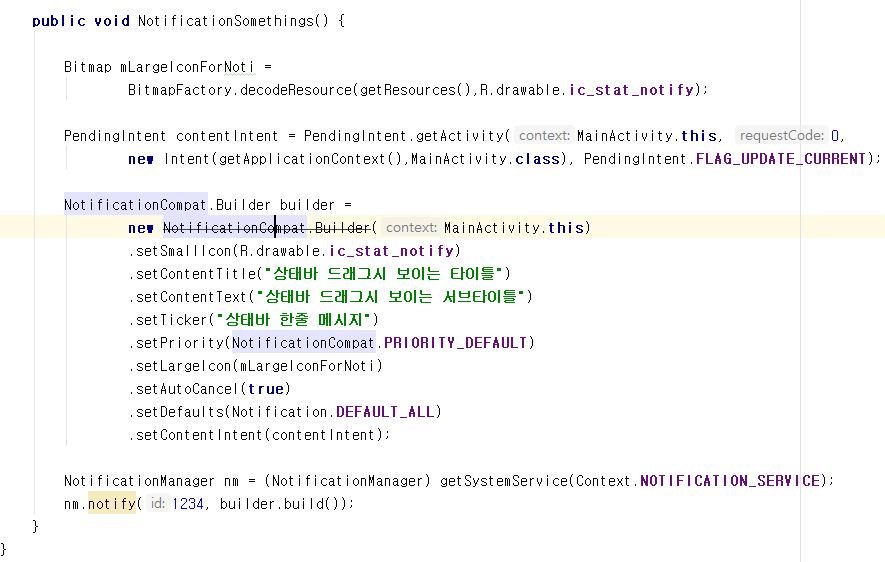 public void NotificationSomethings() {
Bitmap mLargeIconForNoti =
BitmapFactory.decodeResource(getResources(),R.drawable.ic_stat_notify);
PendingIntent contentIntent = PendingIntent.getActivity( context: MainActivity.this, requestCode: 0,
new Intent(getApplicationContext(),MainActivity.class), PendingIntent.FLAG_UPDATE_CURRENT);
NotificationCompat.Builder builder =
new NotificationCompat.Builder( context: MainActivity.this)
.setSmallIcon(R.drawable.ic_stat_notify)
.setContentTitle("상태바 드래그시 보이는 타이틀")
.setContentText("상태바 드래그시 보이는 서브타이틀")
.setTicker("상태바 한줄 메시지")
.setPriority(NotificationCompat.PRIORITY_DEFAULT)
.setLargeIcon(mLargeIconForNoti)
.setAutoCancel(true)
.setDefaults(Notification.DEFAULT_ALL)
.setContentIntent(contentIntent);
NotificationManager nm = (NotificationManager) getSystemService(Context.NOTIFICATION_SERVICE);
nm.notify( id: 1234, builder.build());
}
}